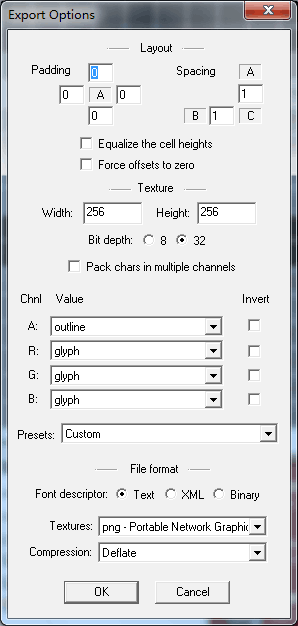 Export Options
Layout
Padding 0 Spacing A
0 A 0 1
0 B 1 C
Equalize the cell heights
Force offsets to zero
Texture
Width: 256 Height: 256
Bit depth: 8 32
Pack chars in multiple channels
Chnl Value Invert
A: outline
R: glyph
G: glyph
B: glyph
Presets: Custom
File format
Font descriptor: Text XML Binary
Textures: png - Portable Network Graphic
Compression: Deflate
OK Cancel